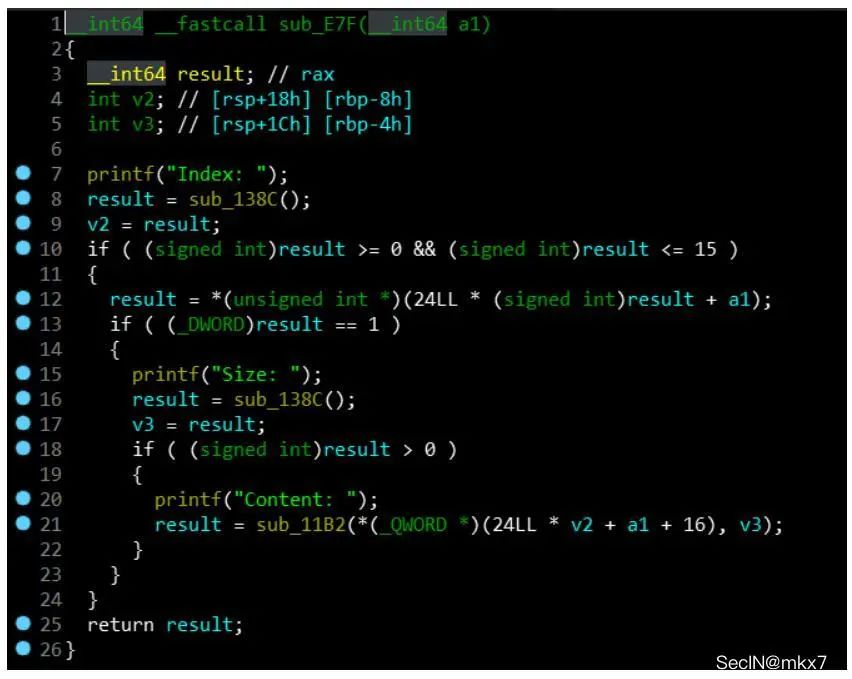 1 __int64 __fastcall sub_E7F(__int64 a1)
2 {
3   __int64 result; // rax
4   int v2; // [rsp+18h] [rbp-8h]
5   int v3; // [rsp+1Ch] [rbp-4h]
6
7   printf("Index: ");
8   result = sub_138C();
9   v2 = result;
10   if ( (signed int)result >= 0 && (signed int)result <= 15 )
11   {
12     result = *(unsigned int *)(24LL * (signed int)result + a1);
13     if ( (_DWORD)result == 1 )
14     {
15       printf("Size: ");
16       result = sub_138C();
17       v3 = result;
18       if ( (signed int)result > 0 )
19       {
20         printf("Content: ");
21         result = sub_11B2(*(_QWORD *)(24LL * v2 + a1 + 16), v3);
22       }
23     }
24   }
25   return result;
26 }
SecIN@mkx7